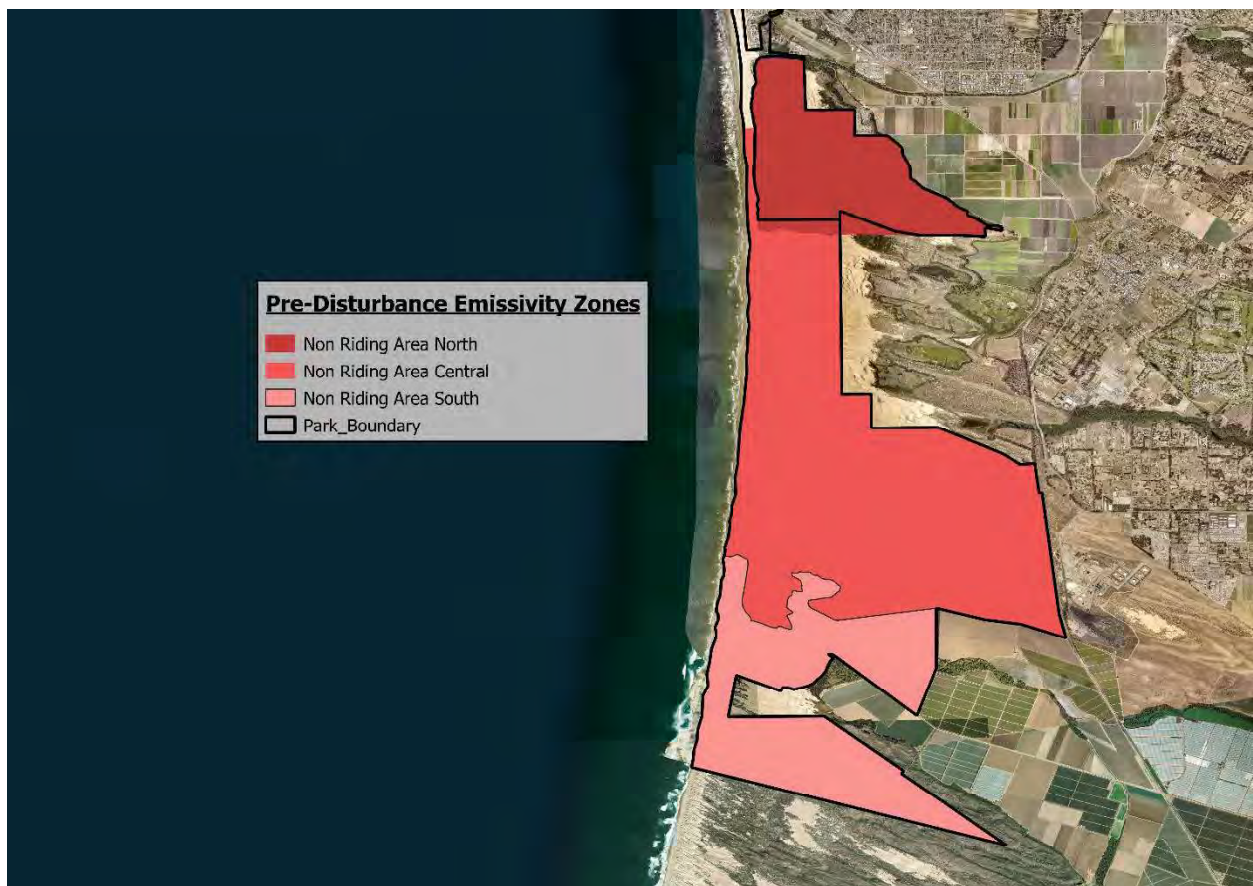 Pre-Disturbance Emissivity Zones
Non Riding Area North
Non Riding Area Central
Non Riding Area South
Park_Boundary